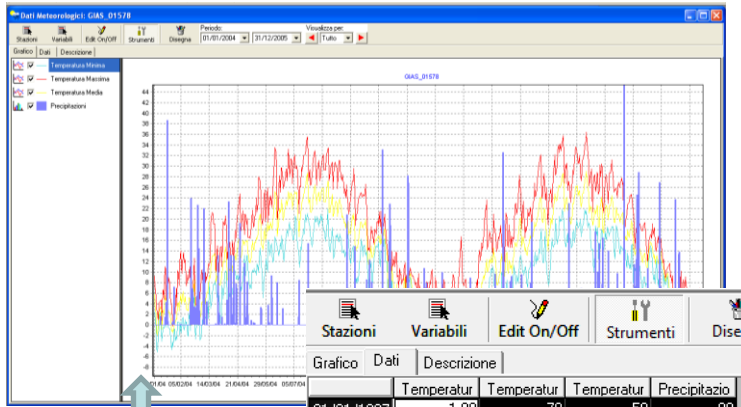 Dati Meteorologici: GIAS_01578
Stazioni Variabili Edit On/Off Strumenti Disegna
Periodo: 01/01/2004 31/12/2005
Visualizza per: Tutto
Grafico Dati Descrizione
Temperatura Minima
Temperatura Massima
Temperatura Media
Precipitazioni
GIAS_01578
44
42
40
38
36
34
32
30
28
26
24
22
20
18
16
14
12
10
8
6
4
2
0
-2
-4
-6
-8
01/04 05/02/04 14/03/04 21/04/04 29/05/04 05/07/04
Stazioni Variabili Edit On/Off Strumenti Dise
Grafico Dati Descrizione
Temperatur Temperatur Temperatur Precipitazio